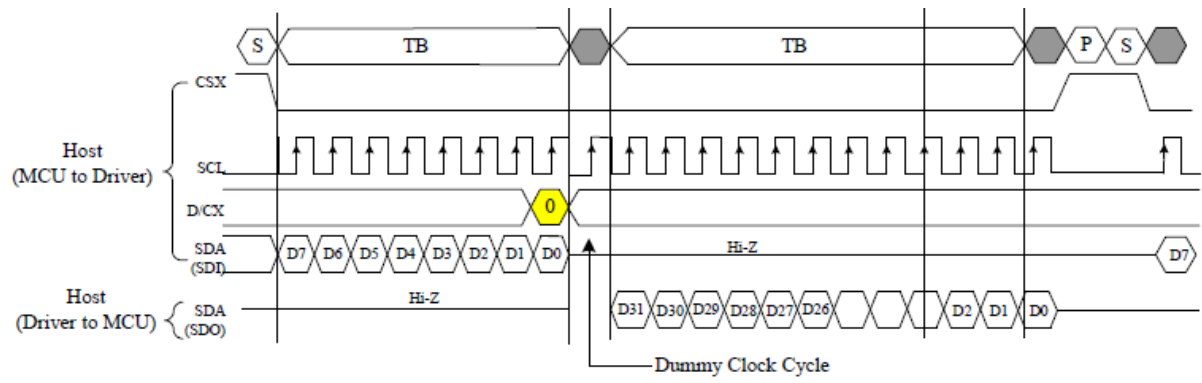 S TB TB P S
CSX
Host
(MCU to Driver)
SCL
D/CX
0
SDA
(SDI)
D7 D6 D5 D4 D3 D2 D1 D0 Hi-Z D7
Host
(Driver to MCU)
SDA
(SDO)
Hi-Z
D31 D30 D29 D28 D27 D26 D2 D1 D0
Dummy Clock Cycle